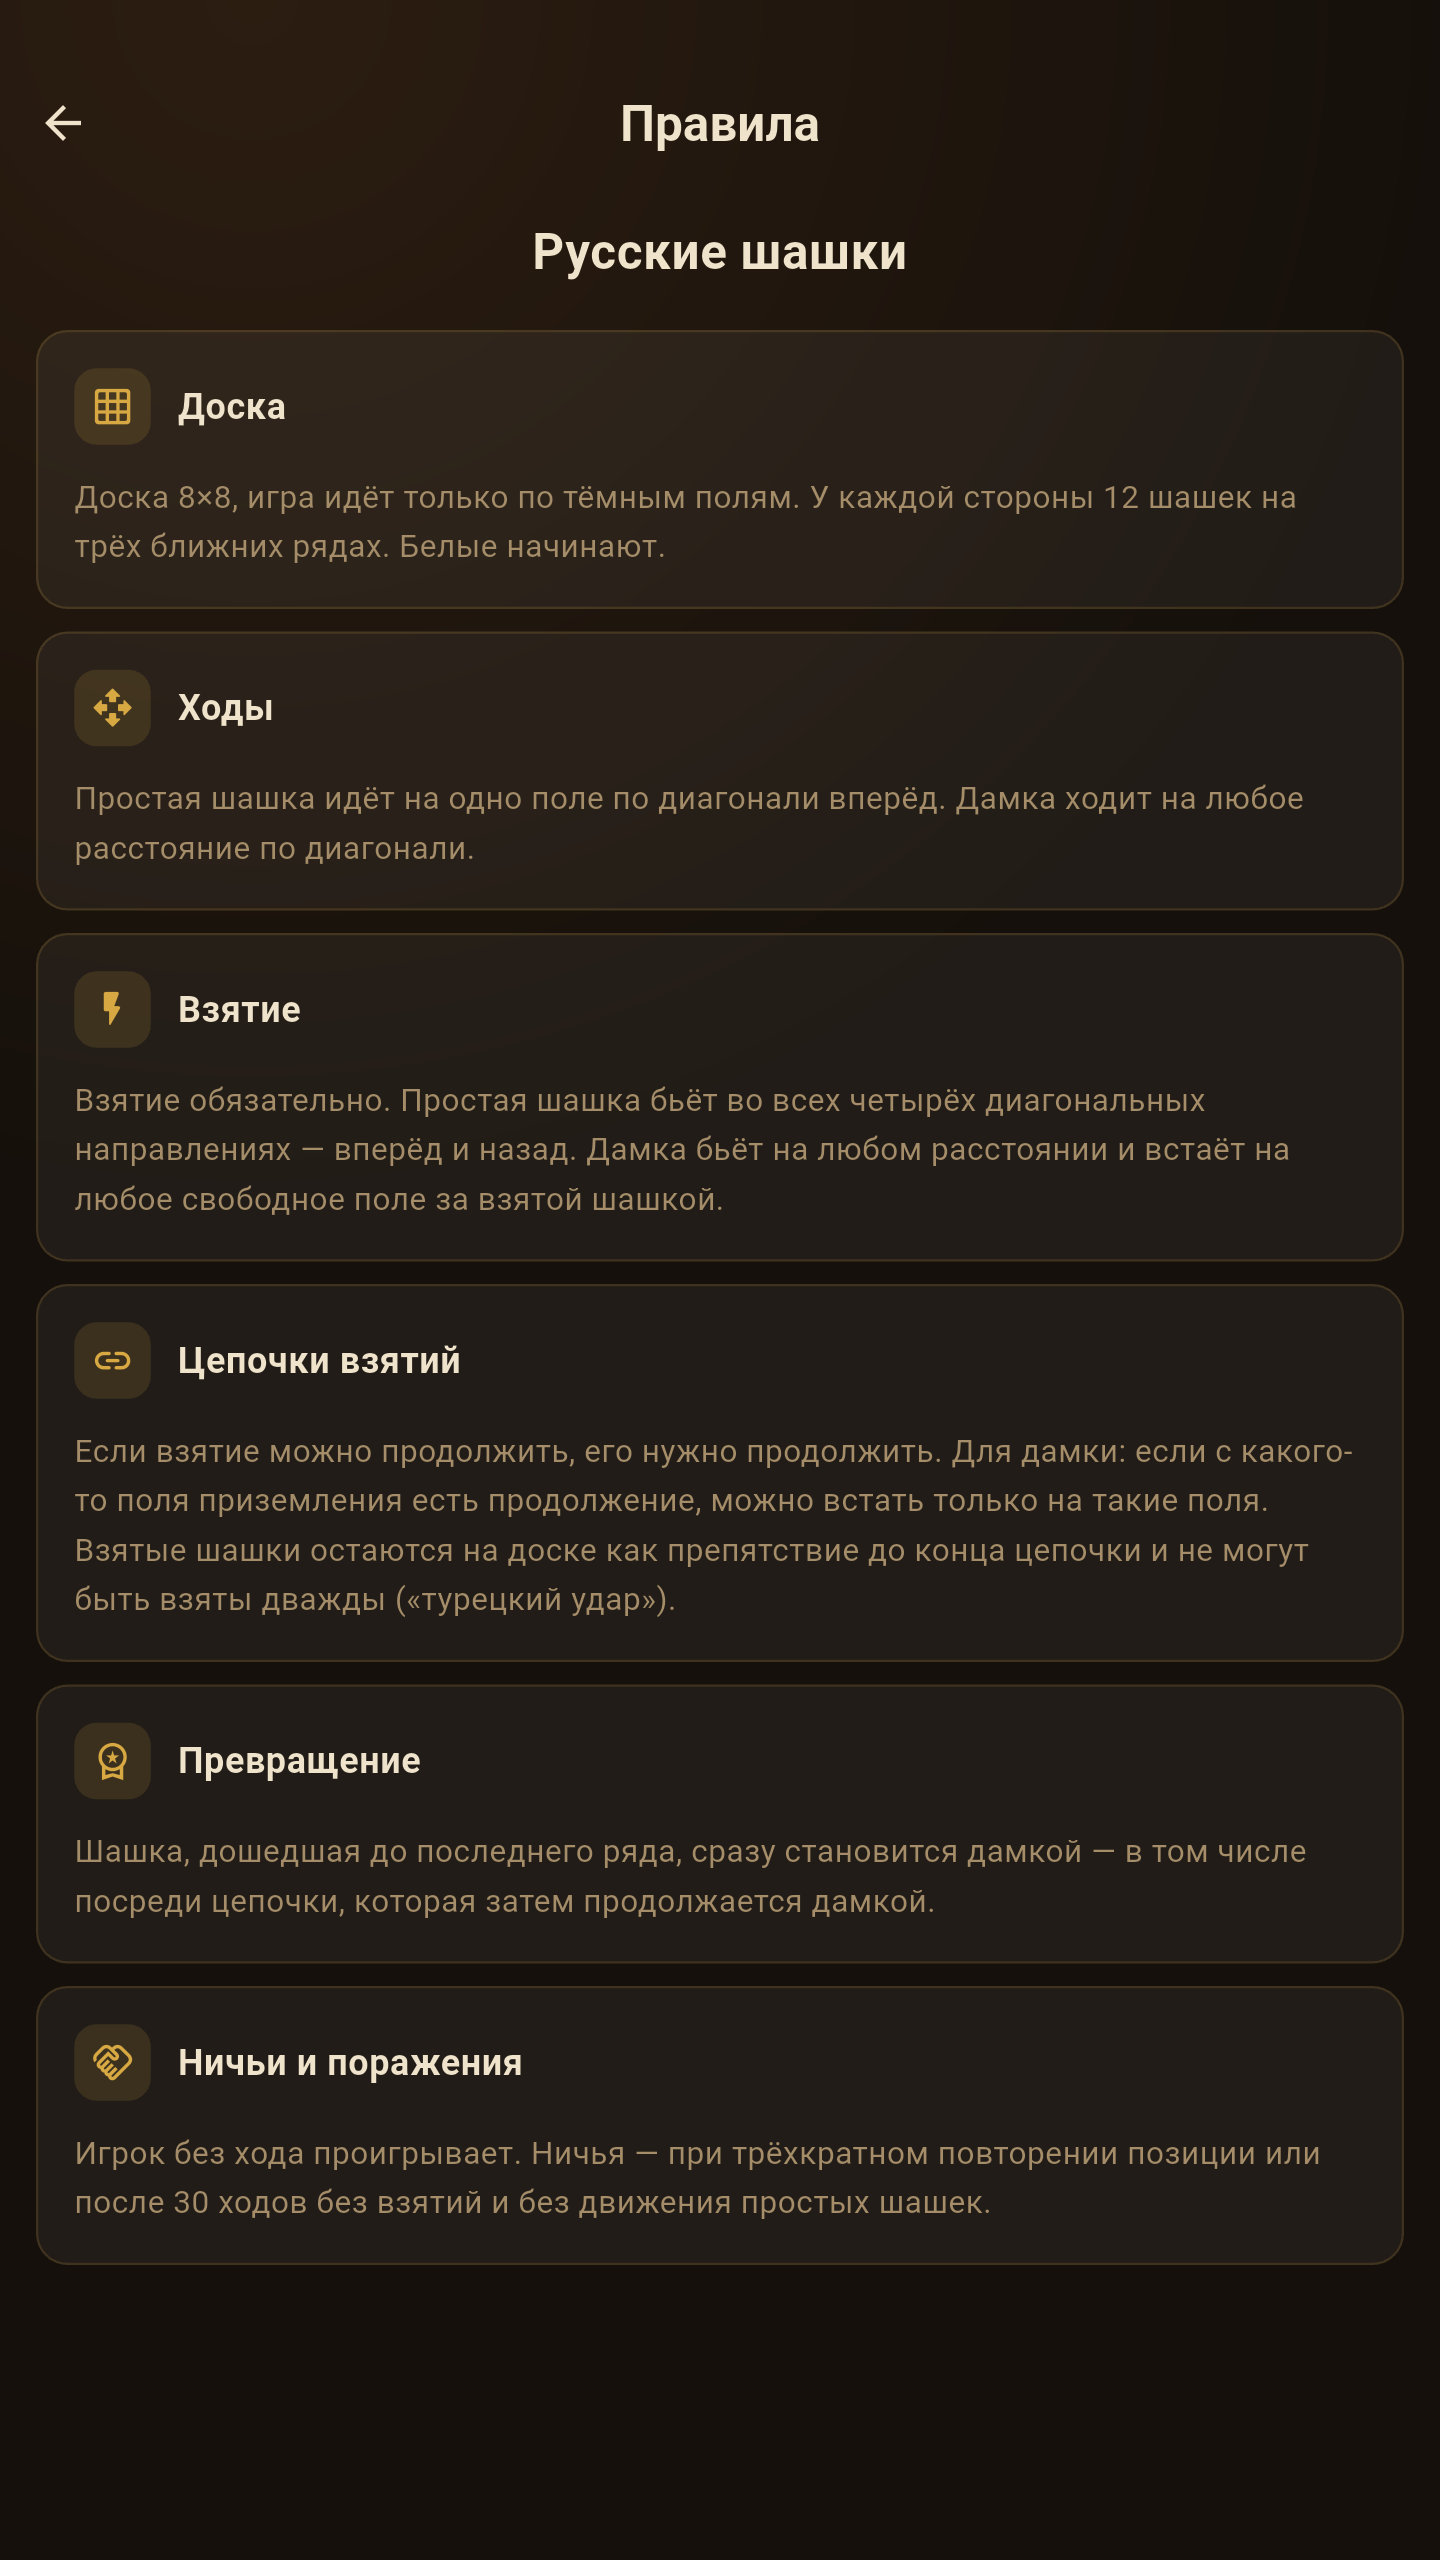 Правила
Русские шашки
Доска
Доска 8×8, игра идёт только по тёмным полям. У каждой стороны 12 шашек на
трёх ближних рядах. Белые начинают.
Ходы
Простая шашка идёт на одно поле по диагонали вперёд. Дамка ходит на любое
расстояние по диагонали.
Взятие
Взятие обязательно. Простая шашка бьёт во всех четырёх диагональных
направлениях — вперёд и назад. Дамка бьёт на любом расстоянии и встаёт на
любое свободное поле за взятой шашкой.
Цепочки взятий
Если взятие можно продолжить, его нужно продолжить. Для дамки: если с какого-
то поля приземления есть продолжение, можно встать только на такие поля.
Взятые шашки остаются на доске как препятствие до конца цепочки и не могут
быть взяты дважды («турецкий удар»).
Превращение
Шашка, дошедшая до последнего ряда, сразу становится дамкой — в том числе
посреди цепочки, которая затем продолжается дамкой.
Ничьи и поражения
Игрок без хода проигрывает. Ничья — при трёхкратном повторении позиции или
после 30 ходов без взятий и без движения простых шашек.